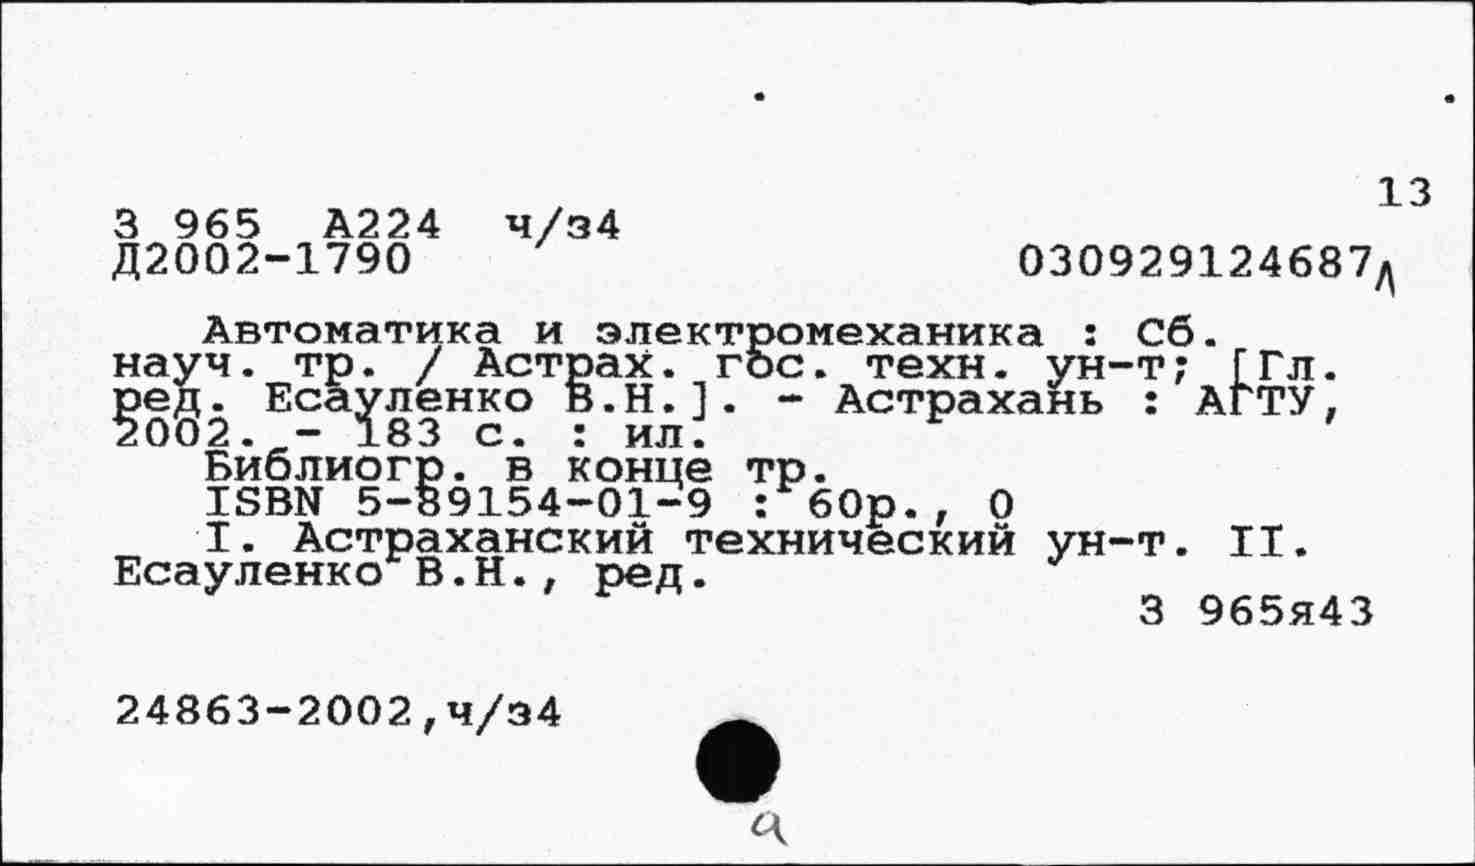 13
З 965  А224  ч/з4
Д2002-1790
030929124687д
Автоматика и электромеханика : Сб.
науч. тр. / Астрах. гос. техн. ун-т; [Гл.
ред. Есауленко В.Н.]. - Астрахань : АГТУ,
2002. - 183 с. : ил.
Библиогр. в конце тр.
ISBN 5-89154-01-9 : 60р., 0
I. Астраханский технический ун-т. II.
Есауленко В.Н., ред.
З 965я43
24863-2002,ч/з4
а